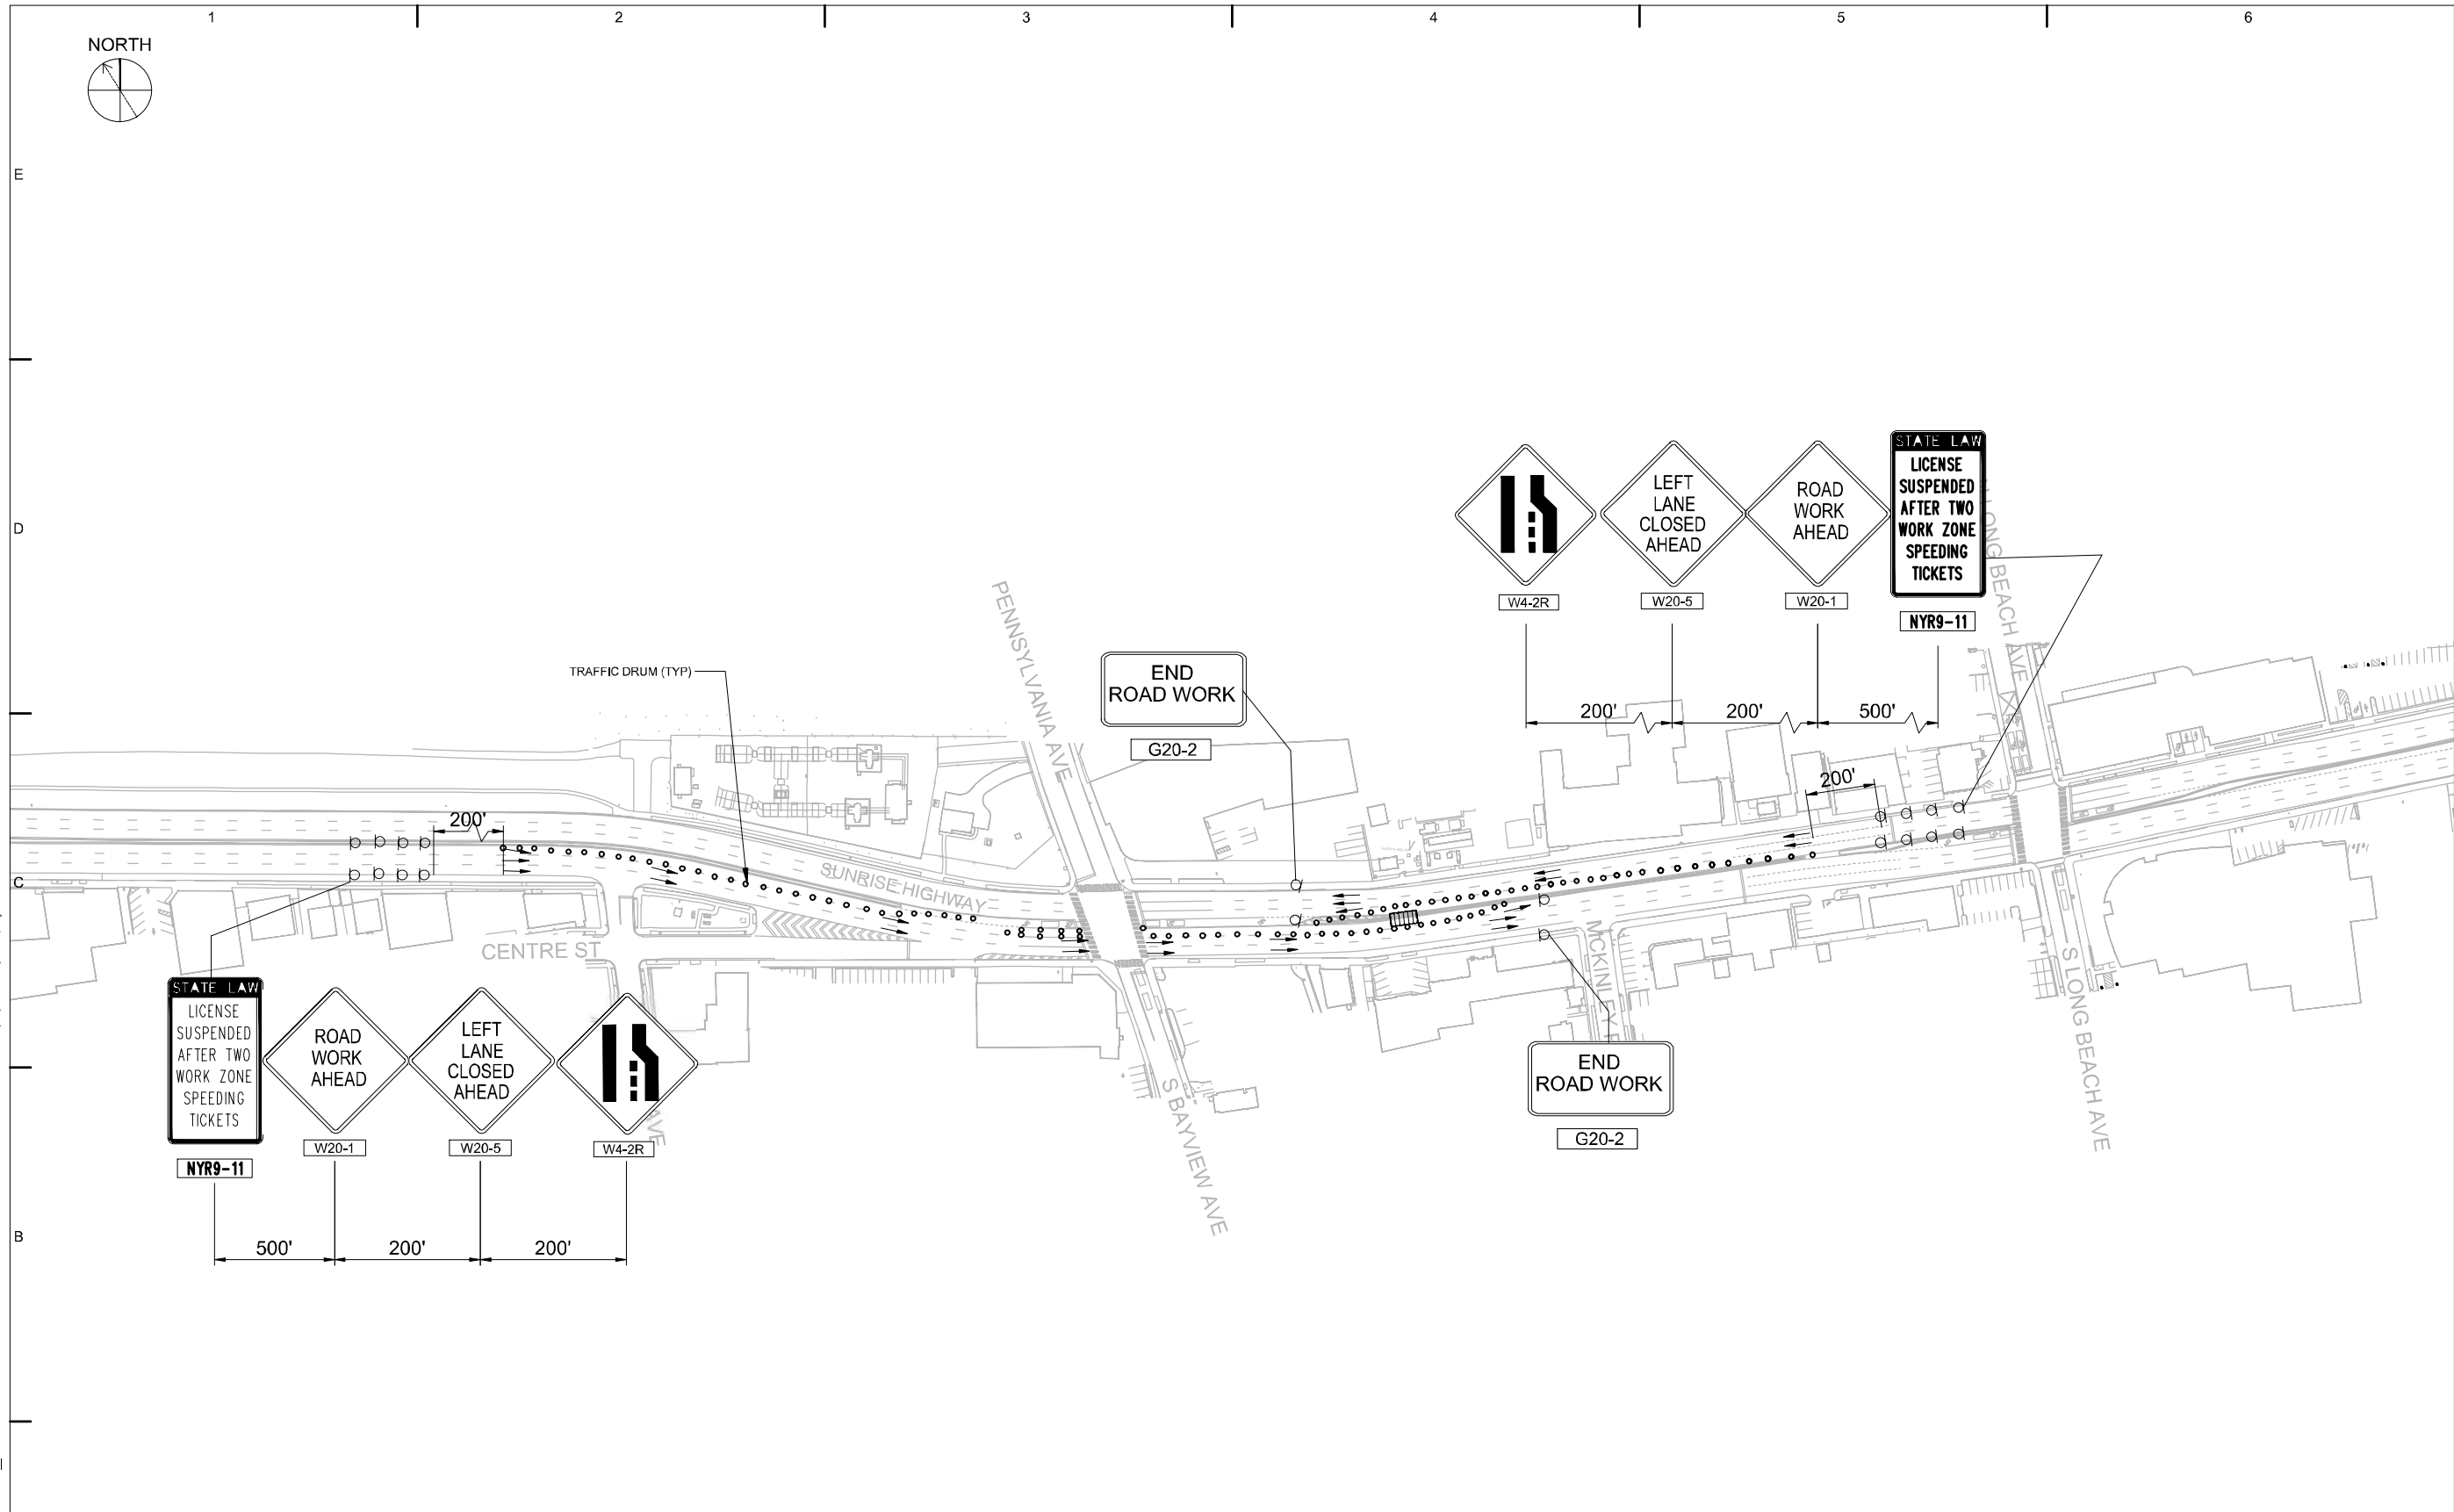 1
2
3
4
5
6
NORTH
E
D
C
B
STATE LAW
LICENSE
SUSPENDED
AFTER TWO
WORK ZONE
SPEEDING
TICKETS
NYR9-11
ROAD
WORK
AHEAD
W20-1
LEFT
LANE
CLOSED
AHEAD
W20-5
W4-2R
200'
200'
500'
LONG BEACH AVE
PENNSYLVANIA AVE
TRAFFIC DRUM (TYP)
END
ROAD WORK
G20-2
200'
200'
SUNRISE HIGHWAY
CENTRE ST
MCKINLEY
S LONG BEACH AVE
S BAYVIEW AVE
END
ROAD WORK
G20-2
STATE LAW
LICENSE
SUSPENDED
AFTER TWO
WORK ZONE
SPEEDING
TICKETS
NYR9-11
ROAD
WORK
AHEAD
W20-1
LEFT
LANE
CLOSED
AHEAD
W20-5
W4-2R
AVE
500'
200'
200'